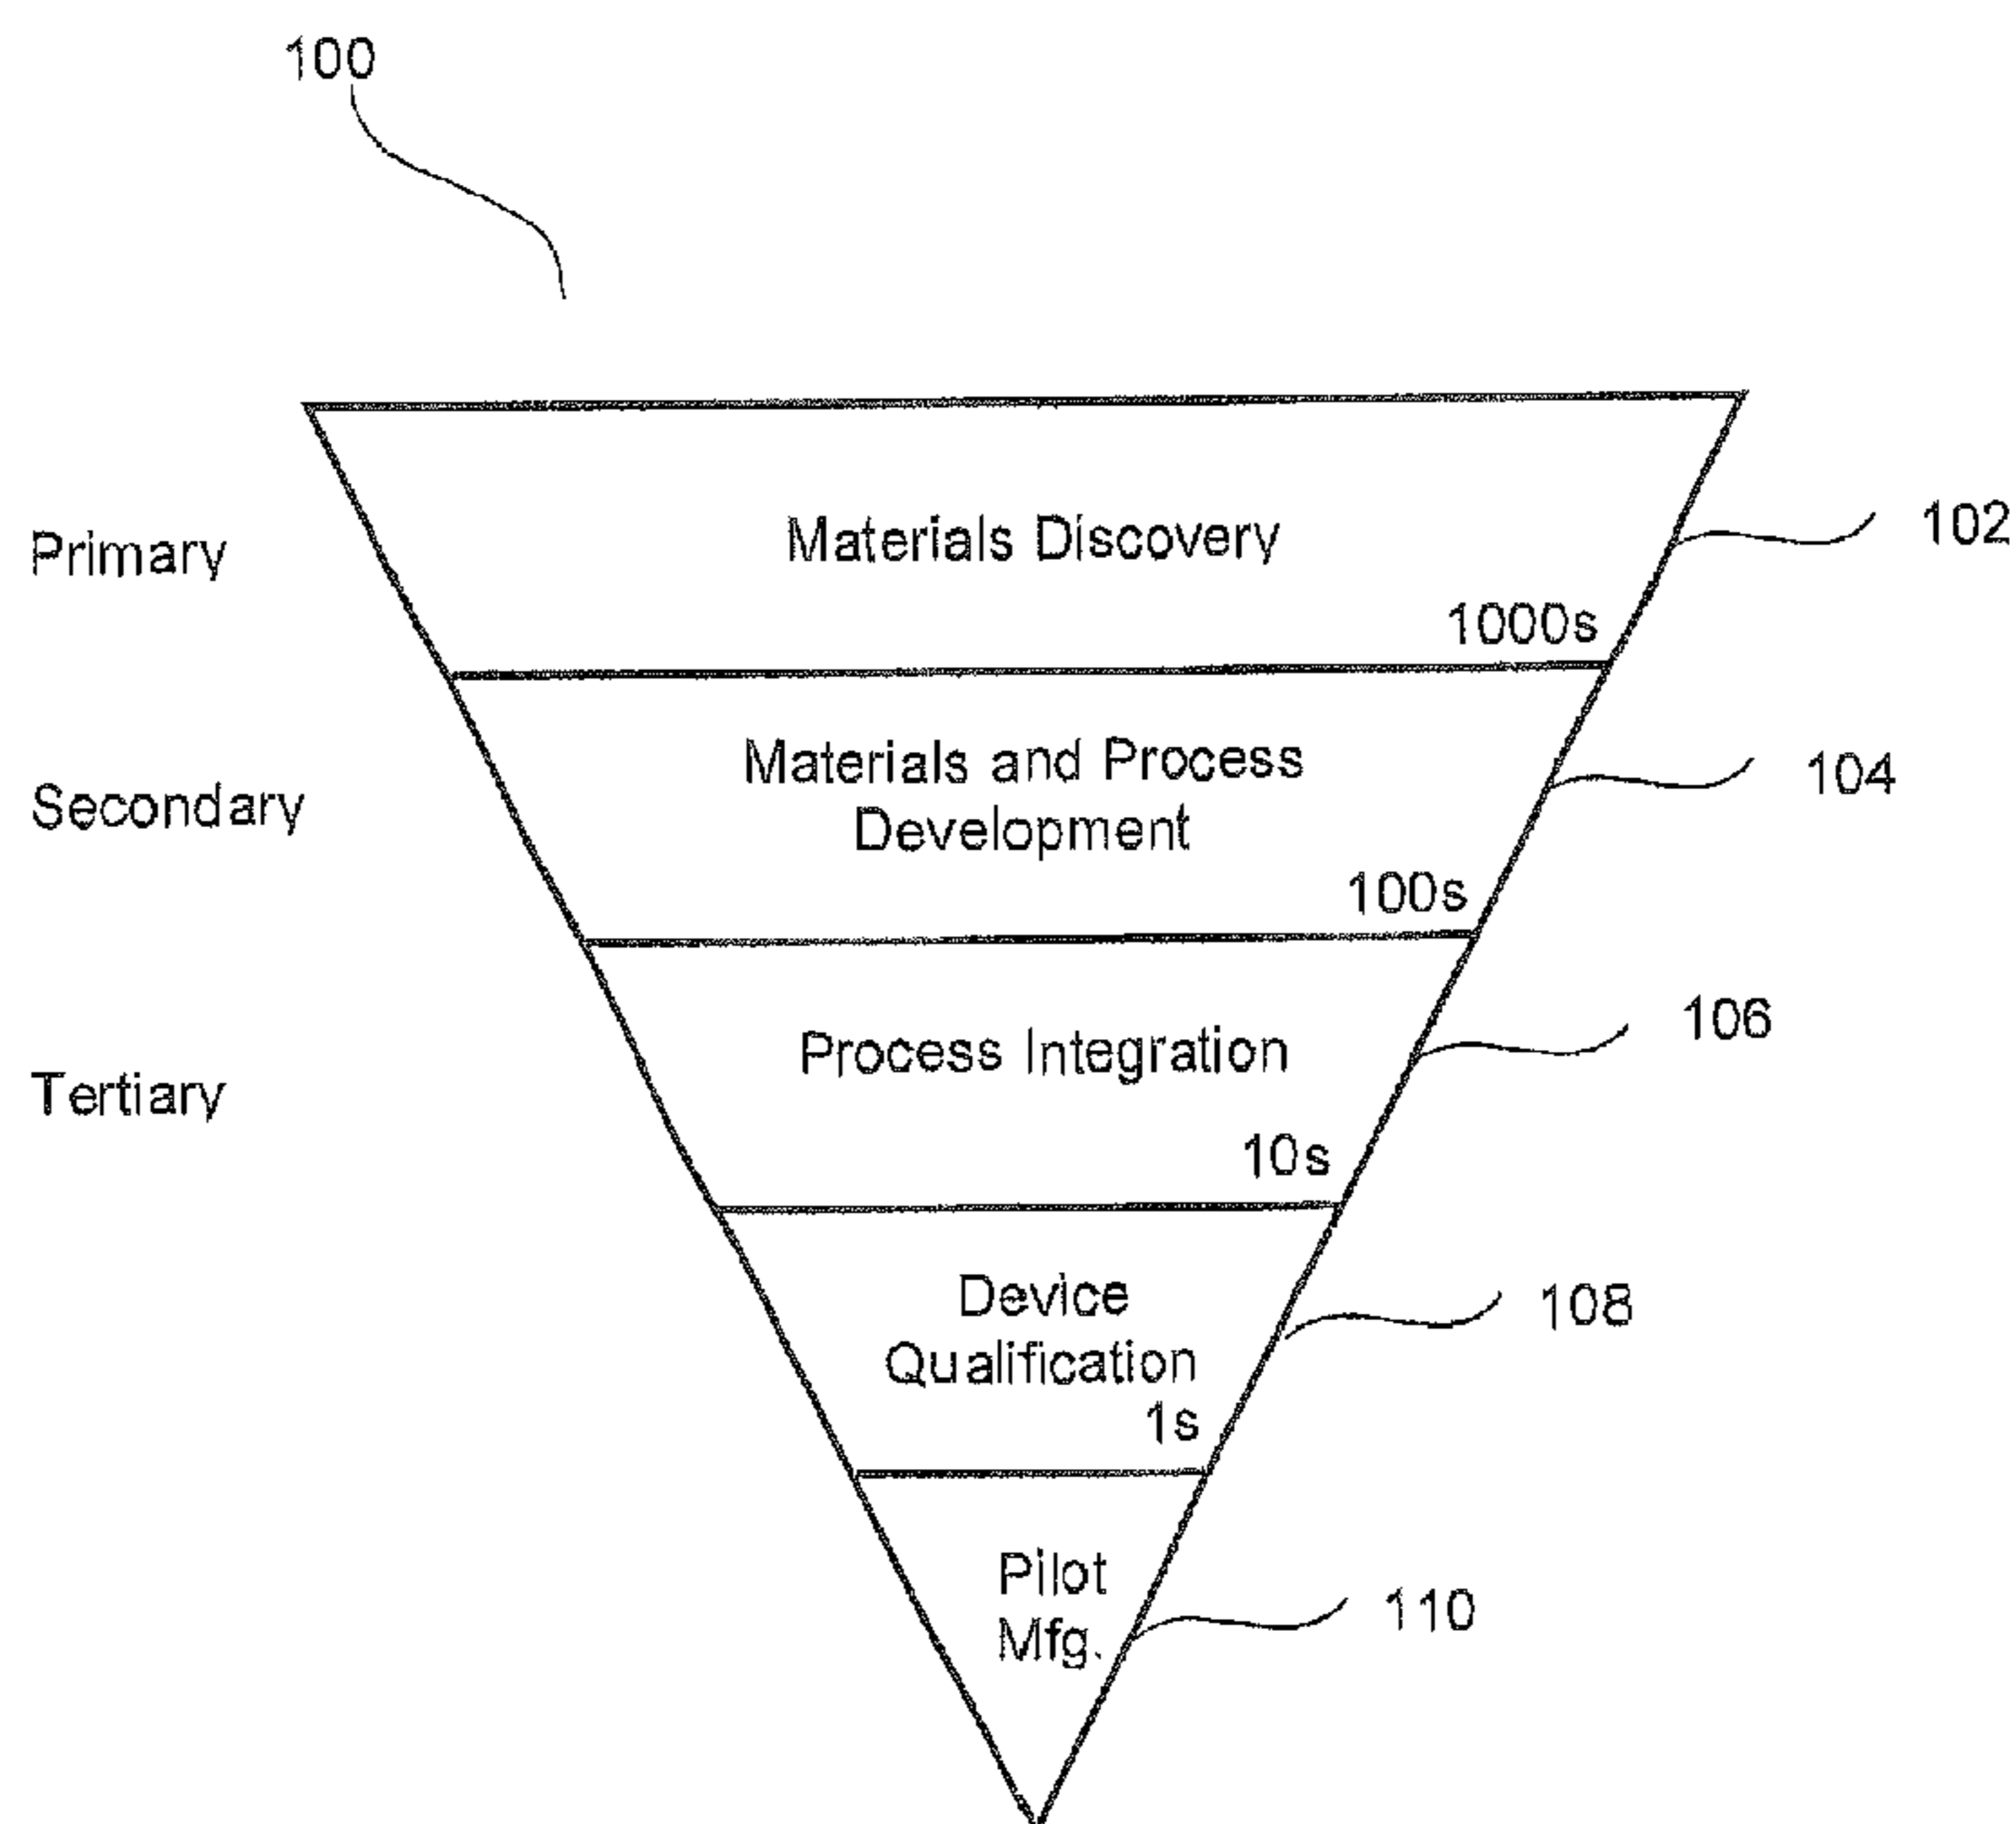 100
Primary
Materials Discovery
102
1000s
Secondary
Materials and Process
Development
104
100s
Tertiary
Process Integration
106
10s
Device
Qualification
108
1s
Pilot
Mfg.
110